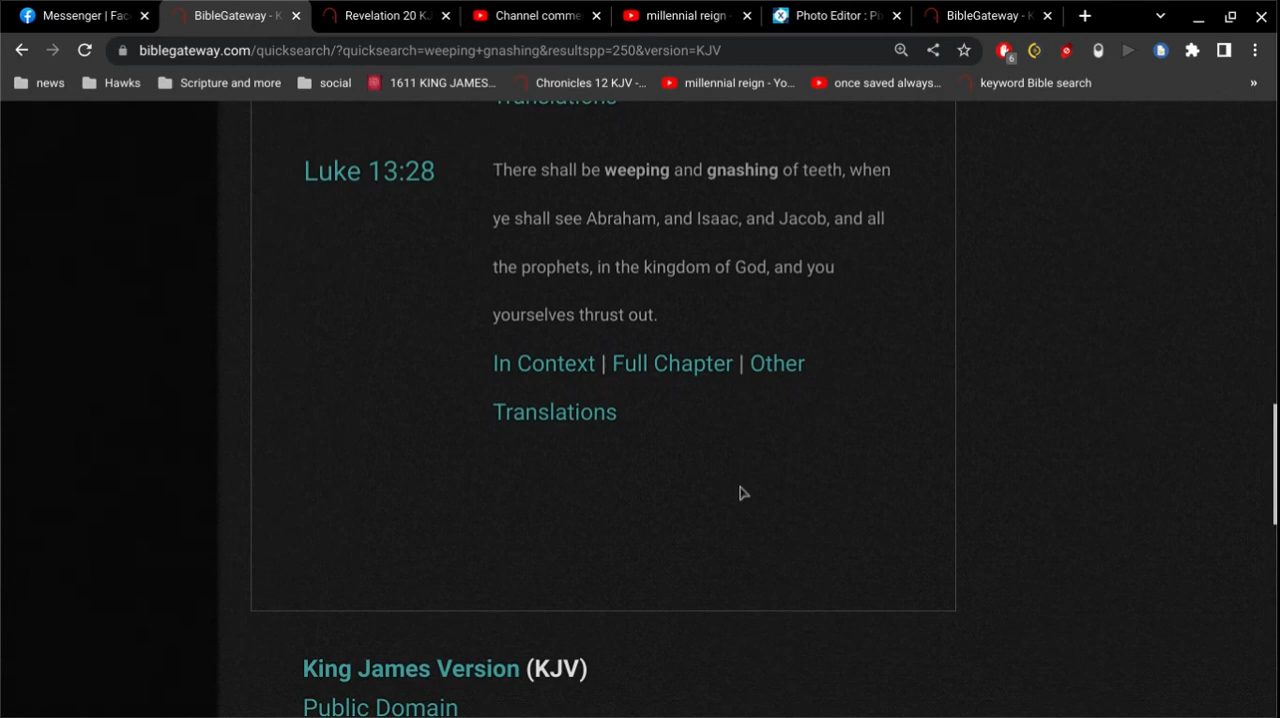 Messenger | Fac
BibleGateway - K
Revelation 20 KJ
Channel comme
millennial reign -
Photo Editor : Pi
BibleGateway - K
biblegateway.com/quicksearch/?quicksearch=weeping+gnashing&resultspp=250&version=KJV
6
news
Hawks
Scripture and more
social
1611 KING JAMES...
Chronicles 12 KJV -...
millennial reign - Yo...
once saved always...
keyword Bible search
»
Translations
Luke 13:28
There shall be weeping and gnashing of teeth, when
ye shall see Abraham, and Isaac, and Jacob, and all
the prophets, in the kingdom of God, and you
yourselves thrust out.
In Context | Full Chapter | Other
Translations
King James Version (KJV)
Public Domain